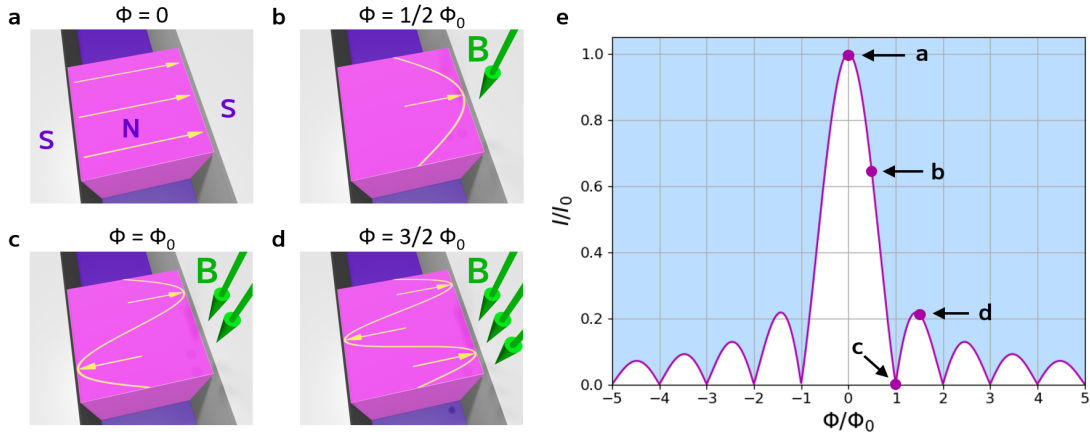 a
Φ = 0
S
N
S
b
Φ = 1/2 Φ₀
B
c
Φ = Φ₀
B
d
Φ = 3/2 Φ₀
B
e
I/I₀
1.0
0.8
0.6
0.4
0.2
0.0
a
b
c
d
−5 −4 −3 −2 −1 0 1 2 3 4 5
Φ/Φ₀